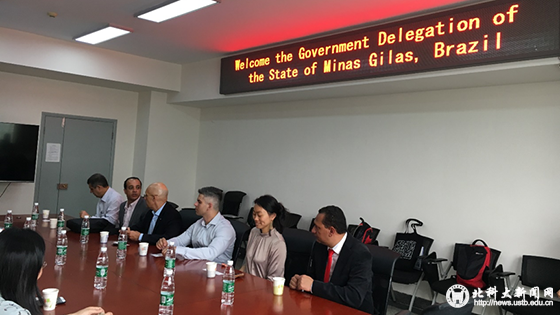 Welcome the Government Delegation of
the State of Minas Gilas, Brazil
北科大新闻网
http://news.ustb.edu.cn